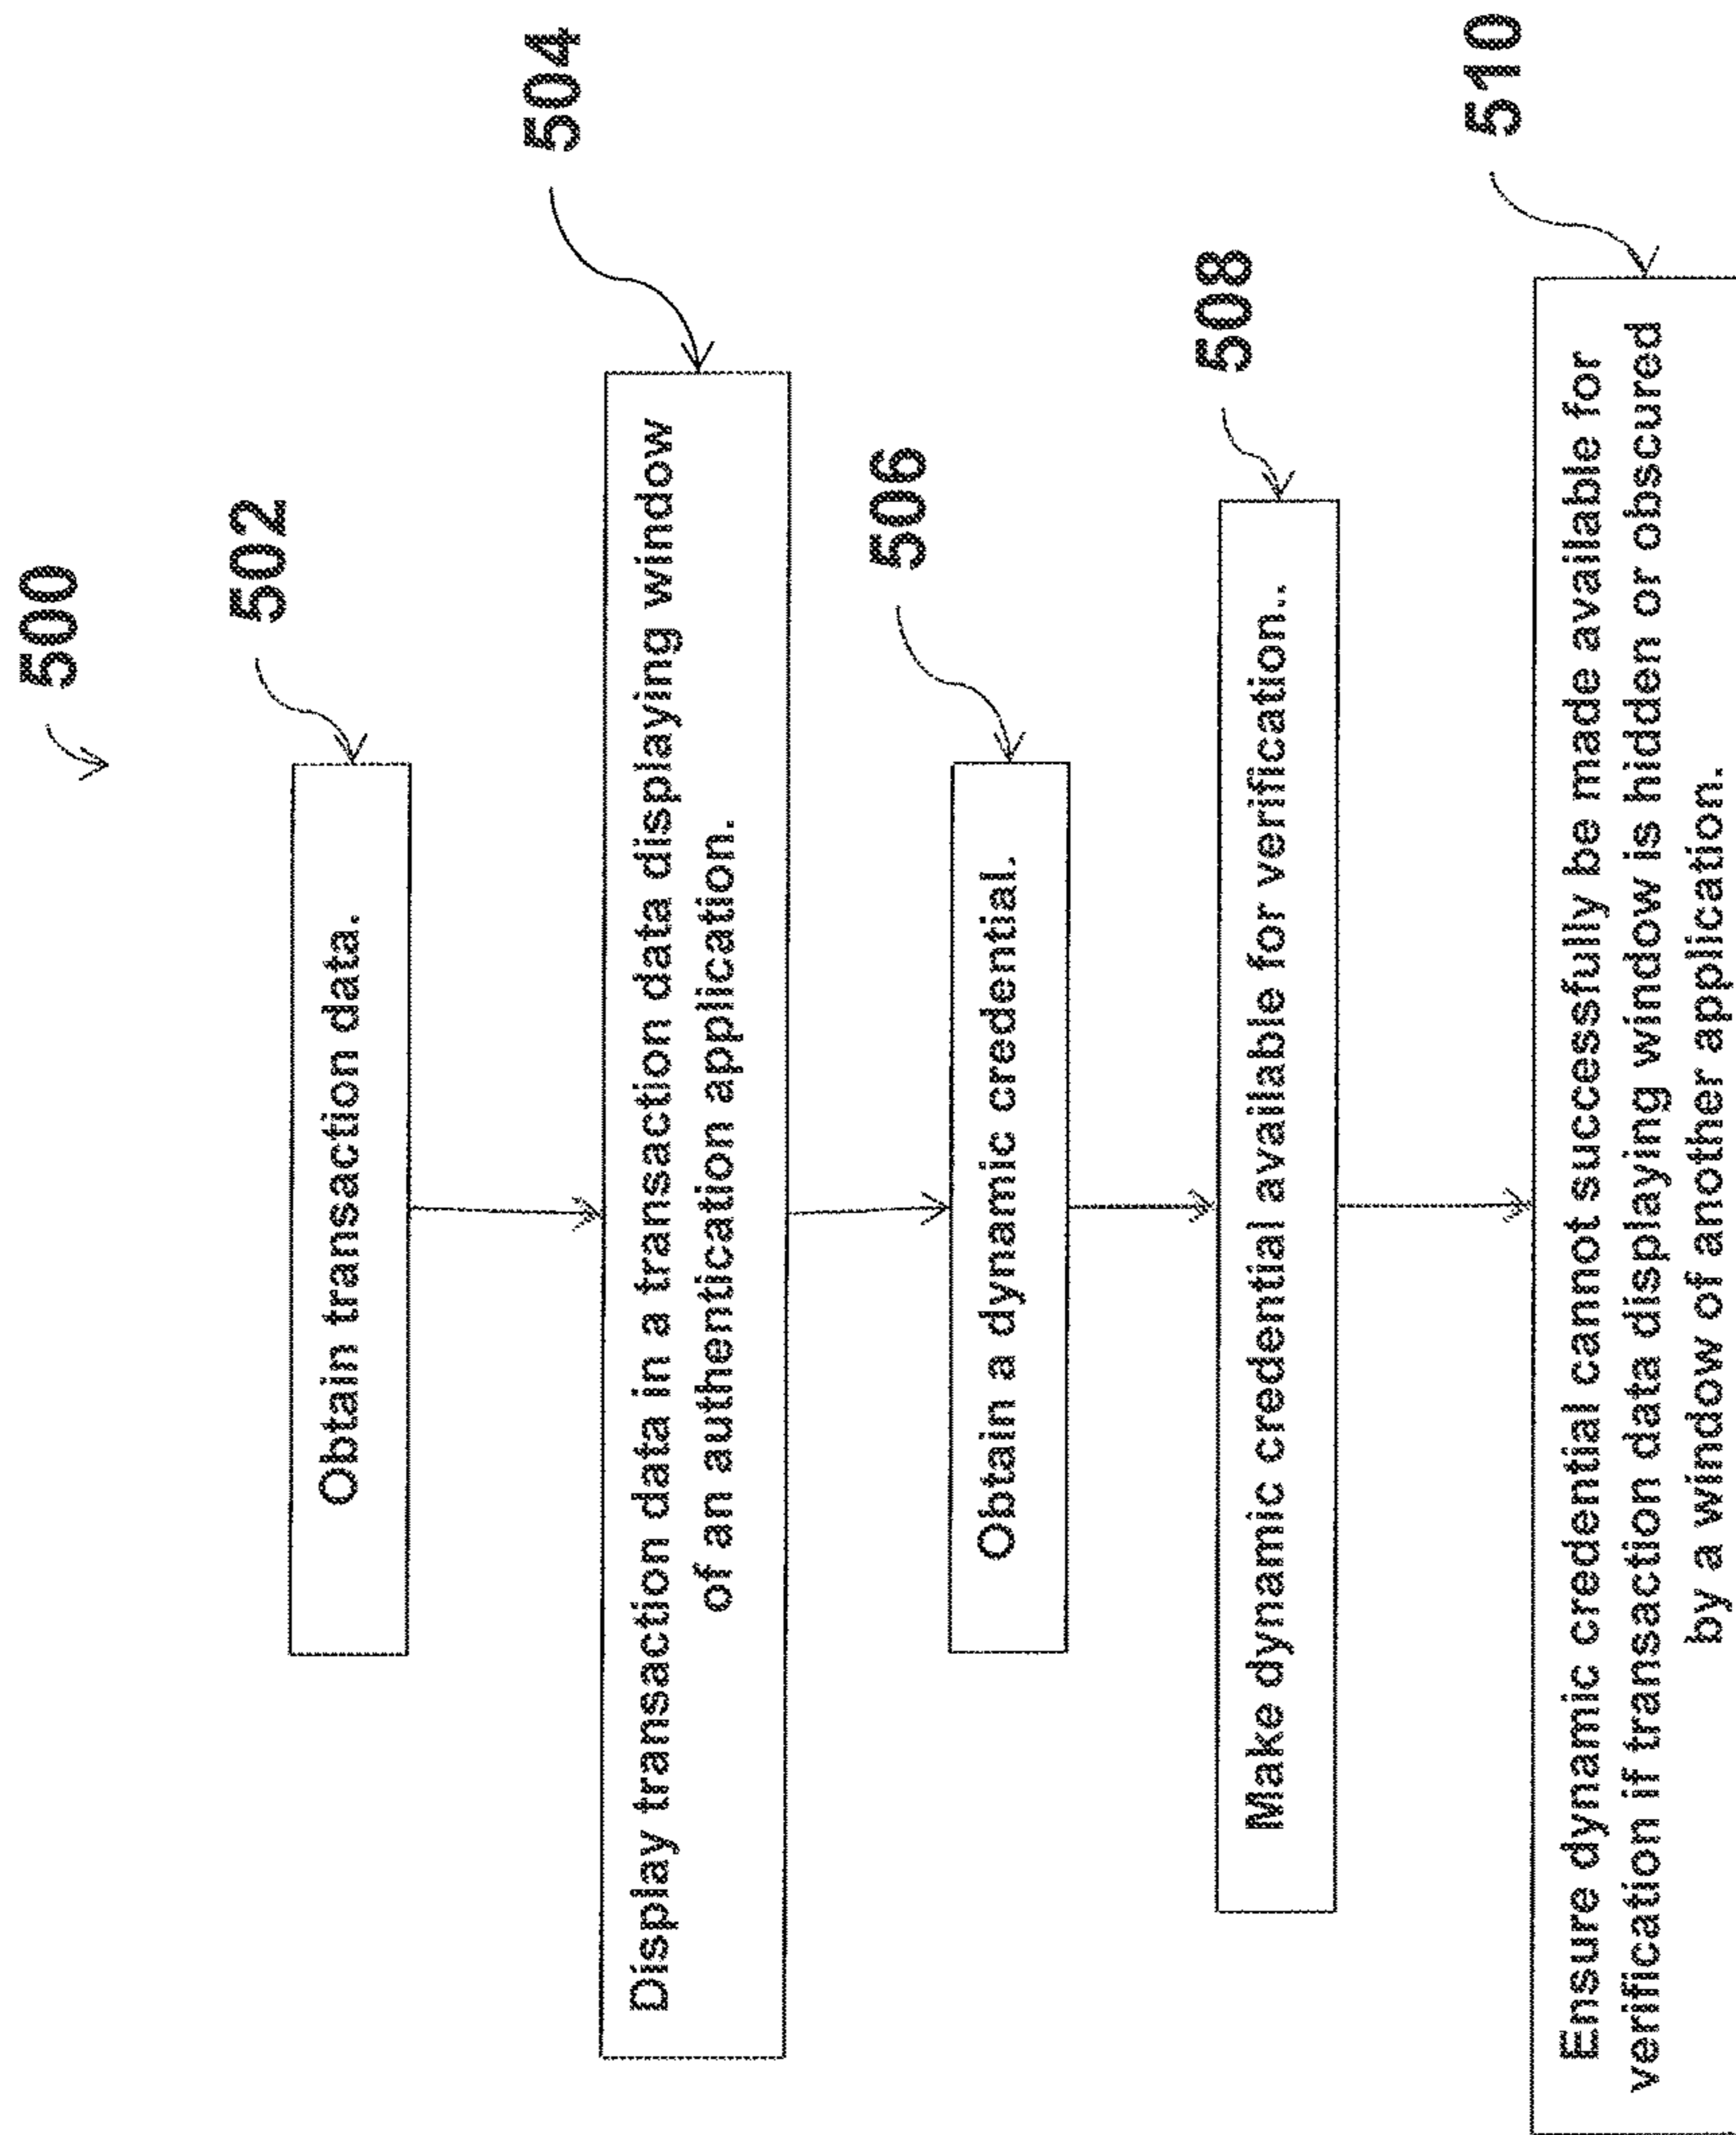 500
502
Obtain transaction data.
504
Display transaction data in a transaction data displaying window
of an authentication application.
506
Obtain a dynamic credential.
508
Make dynamic credential available for verification..
510
Ensure dynamic credential cannot successfully be made available for
verification if transaction data displaying window is hidden or obscured
by a window of another application.